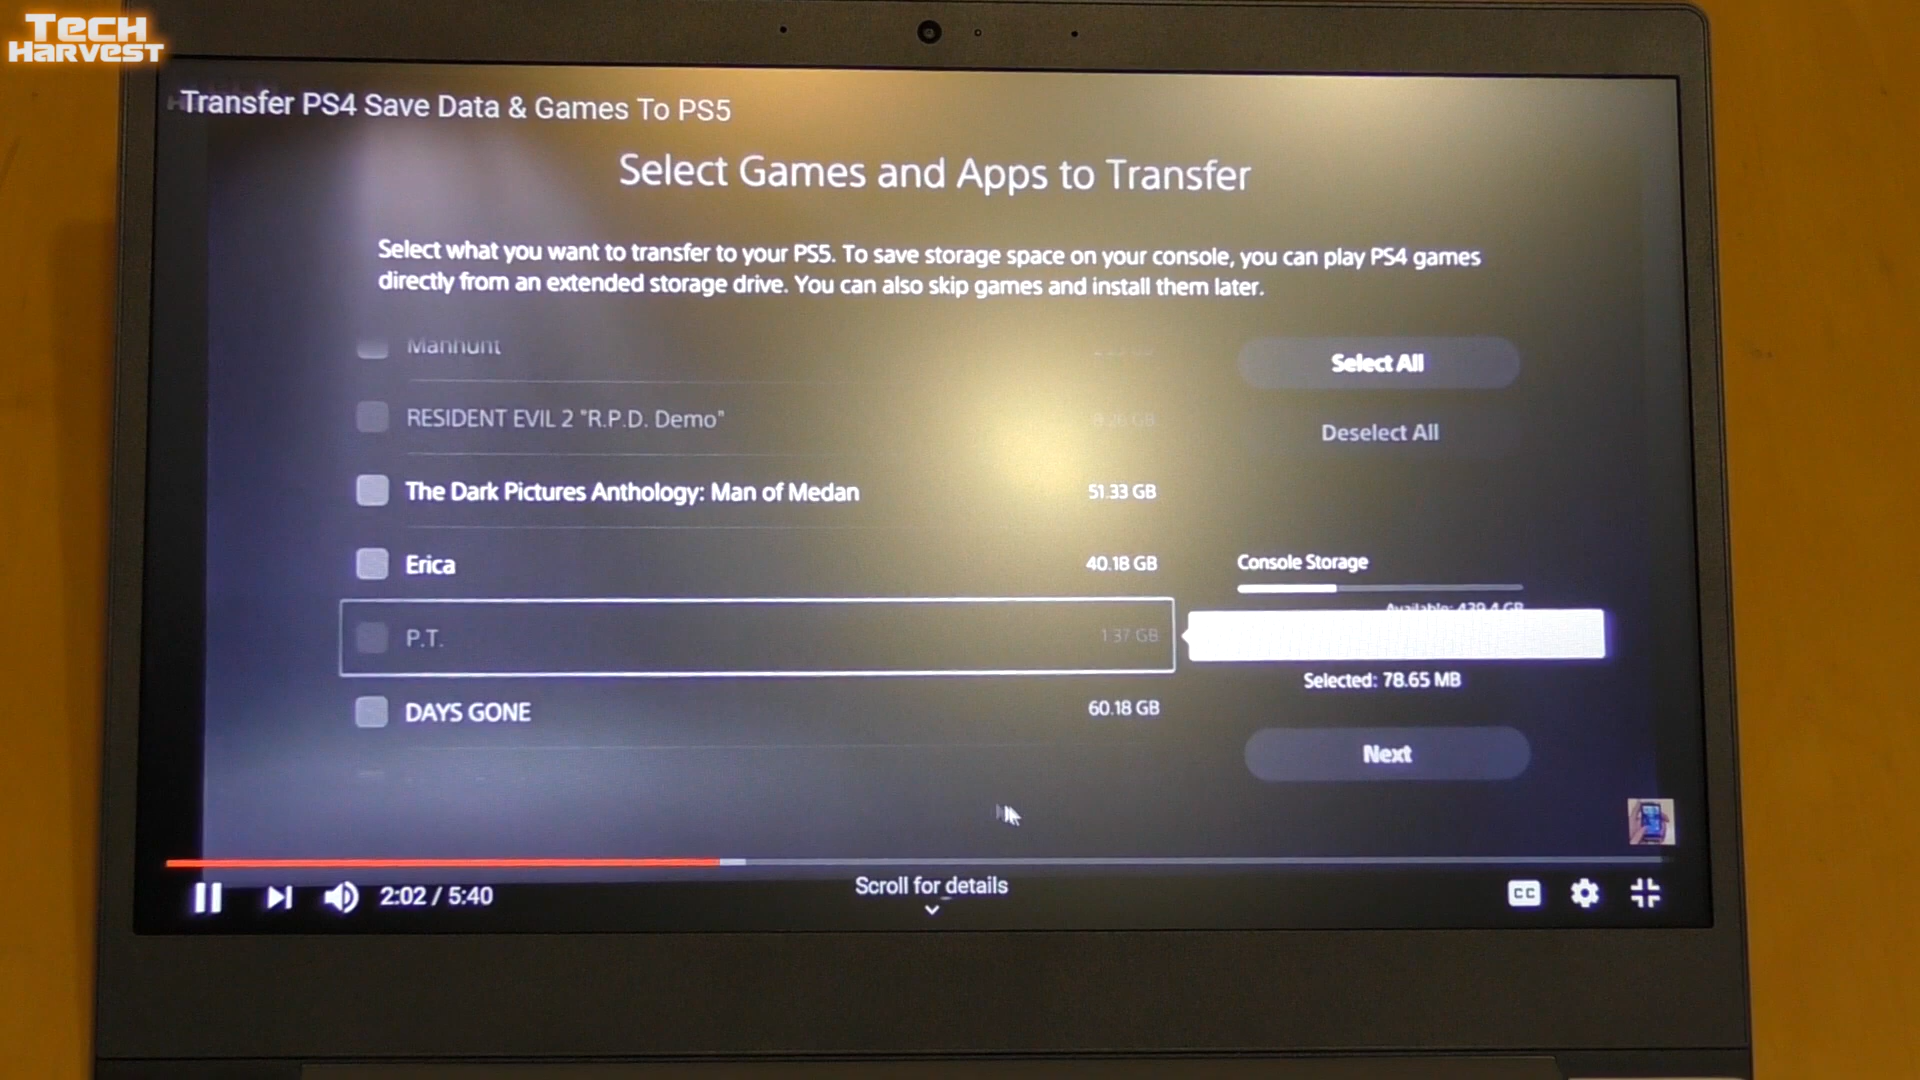 TECH
HARVEST
Transfer PS4 Save Data & Games To PS5
Select Games and Apps to Transfer
Select what you want to transfer to your PS5. To save storage space on your console, you can play PS4 games
directly from an extended storage drive. You can also skip games and install them later.
Manhunt
Select All
RESIDENT EVIL 2 "R.P.D. Demo"
Deselect All
The Dark Pictures Anthology: Man of Medan 51.33 GB
Erica 40.18 GB
Console Storage
Available: 439.4 GB
P.T. 1.37 GB
Selected: 78.65 MB
DAYS GONE 60.18 GB
Next
2:02 / 5:40
Scroll for details
CC